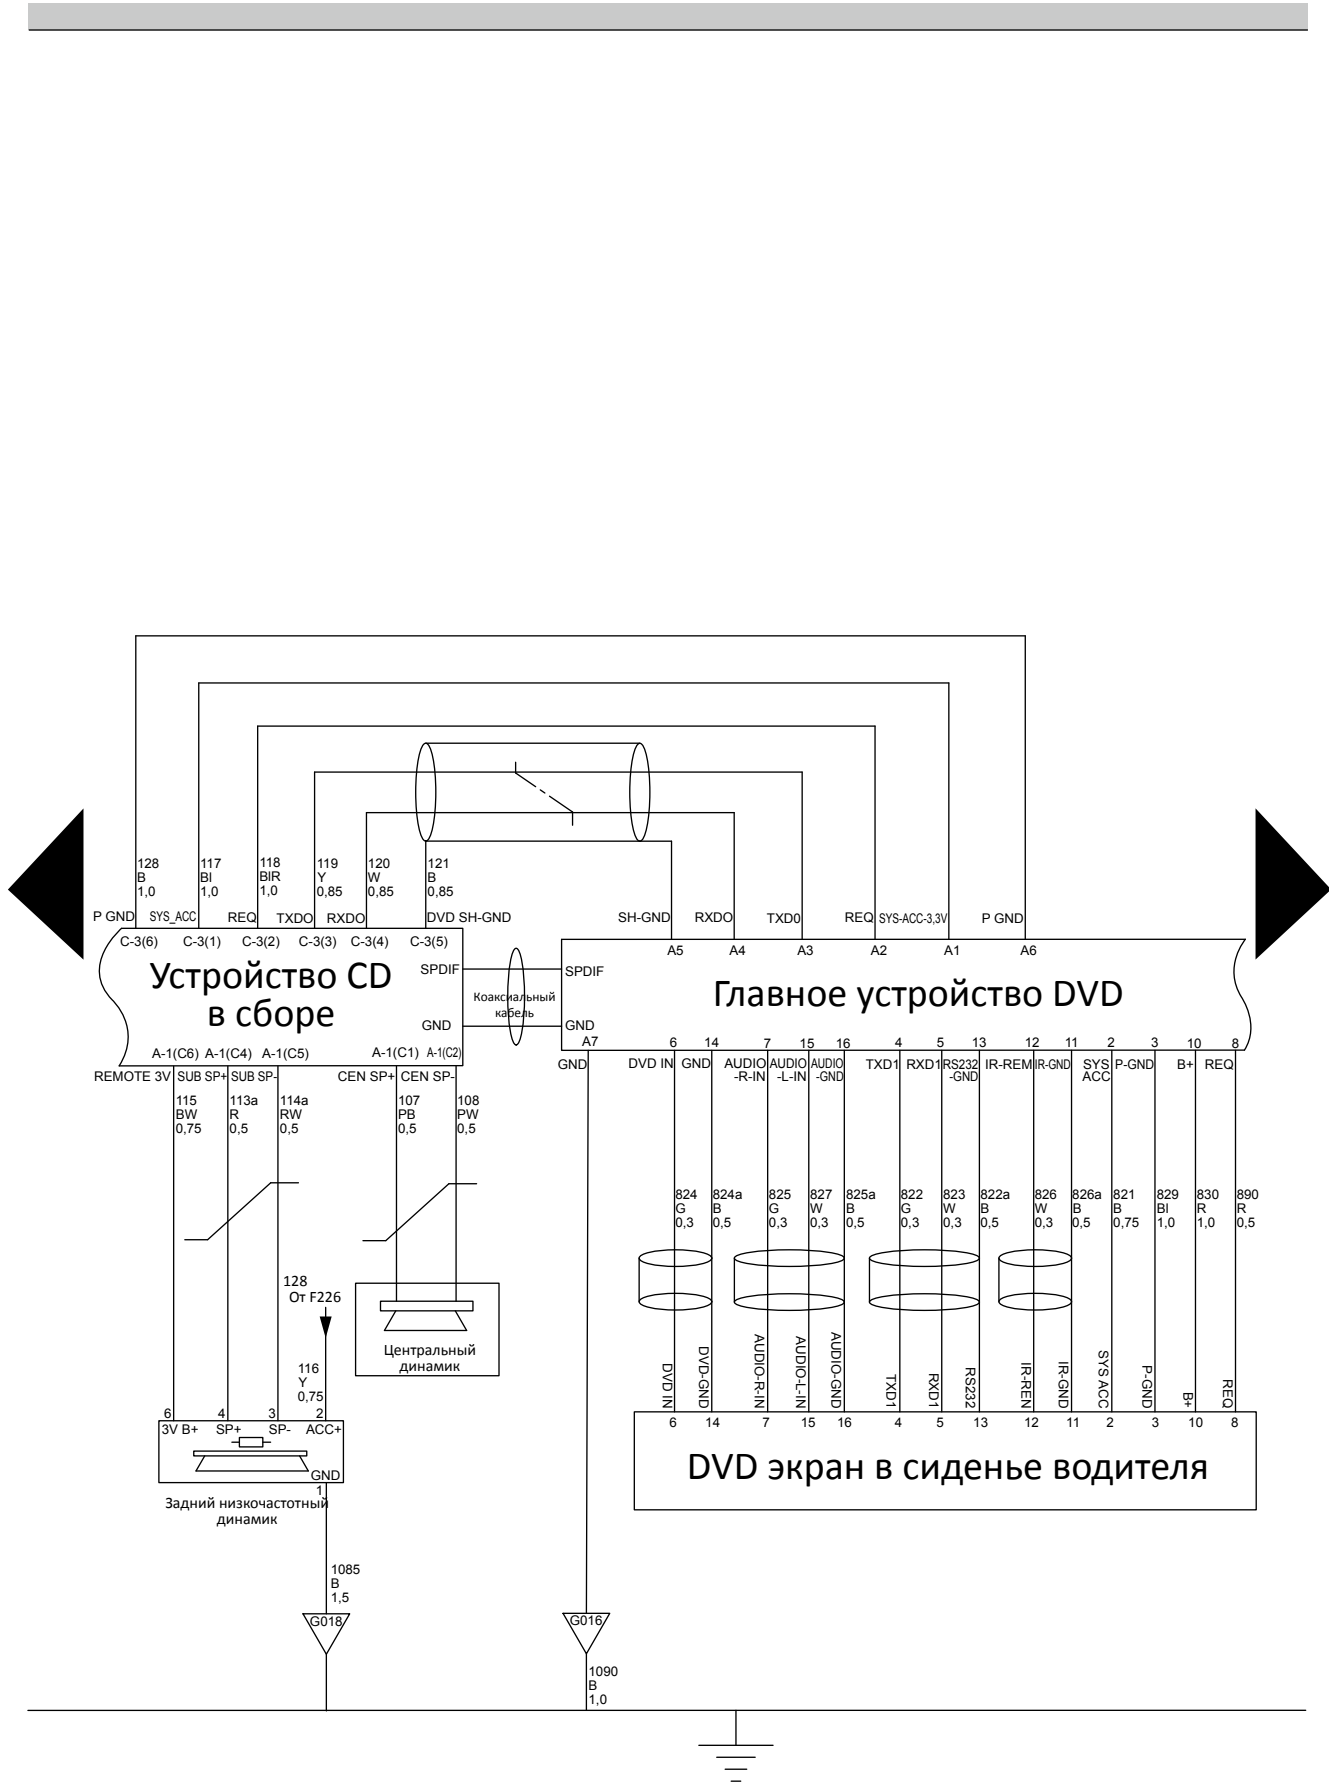 128
B
1,0
117
Bl
1,0
118
BIR
1,0
119
Y
0,85
120
W
0,85
121
B
0,85
P GND SYS_ACC REQ TXDO RXDO DVD SH-GND
SH-GND RXDO TXD0 REQ SYS-ACC-3,3V P GND
C-3(6) C-3(1) C-3(2) C-3(3) C-3(4) C-3(5)
A5 A4 A3 A2 A1 A6
Устройство CD
в сборе
SPDIF
GND
Коаксиальный
кабель
SPDIF
GND
Главное устройство DVD
A-1(C6) A-1(C4) A-1(C5) A-1(C1) A-1(C2)
A7 6 14 7 15 16 4 5 13 12 11 2 3 10 8
REMOTE 3V SUB SP+ SUB SP- CEN SP+ CEN SP-
GND
DVD IN
GND
AUDIO
-R-IN
AUDIO
-L-IN
AUDIO
-GND
TXD1
RXD1
RS232
-GND
IR-REM
IR-GND
SYS
ACC
P-GND
B+
REQ
115
BW
0,75
113a
R
0,5
114a
RW
0,5
107
PB
0,5
108
PW
0,5
824
G
0,3
824a
B
0,5
825
G
0,3
827
W
0,3
825a
B
0,5
822
G
0,3
823
W
0,3
822a
B
0,5
826
W
0,3
826a
B
0,5
821
B
0,75
829
Bl
1,0
830
R
1,0
890
R
0,5
128
От F226
116
Y
0,75
Центральный
динамик
DVD IN
DVD-GND
AUDIO-R-IN
AUDIO-L-IN
AUDIO-GND
TXD1
RXD1
RS232
IR-REN
IR-GND
SYS ACC
P-GND
B+
REQ
6 4 3 2
3V B+ SP+ SP- ACC+
GND
1
6 14 7 15 16 4 5 13 12 11 2 3 10 8
DVD экран в сиденье водителя
Задний низкочастотный
динамик
1085
B
1,5
G018
G016
1090
B
1,0